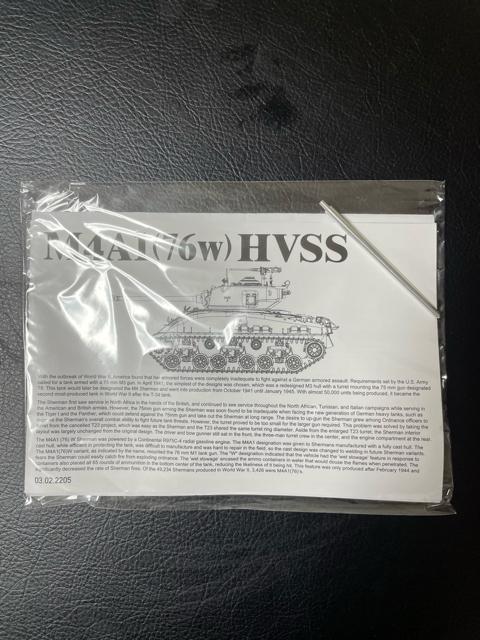 M4A1(76w) HVSS
With the outbreak of World War II, America found that her armored forces were completely inadequate to fight against a German armored assault. Requirements set by the U.S. Army
called for a tank armed with a 75 mm M3 gun. In April 1941, the simplest of the designs was chosen, which was a redesigned M3 hull with a turret mounting the 75 mm gun designated
T6. This tank would later be designated the M4 Sherman and went into production from October 1941 until January 1945. With almost 50,000 units being produced, it became the
second most produced tank in World War II after the T-34 tank.
The Sherman first saw service in North Africa in the needs of the British, and continued to see service throughout the North African, Tunisian, and Italian campaigns while serving in
the American and British armies. However, the 75mm gun arming the Sherman was soon found to be inadequate when facing the new generation of German heavy tanks, such as
the Tiger I and the Panther, which could defend against the 75mm gun and take out the Sherman at long range. The desire to up-gun the Sherman grew among Ordnance officers to
the Sherman's overall combat ability to fight future tank threats. However, the turret proved to be too small for the larger gun required. This problem was solved by taking the
turret from the cancelled T23 project, which was easy as the Sherman and the T23 shared the same turret ring diameter. Aside from the enlarged T23 turret, the Sherman interior
layout was largely unchanged from the original design. The driver and bow gunner still sat in the front, the three-man turret crew in the center, and the engine compartment at the rear
The M4A1 (76) W Sherman was powered by a Continental R975C-4 radial gasoline engine. The M4A1 designation was given to Shermans manufactured with a fully cast hull. The
hull, while efficient in protecting the tank, was difficult to manufacture and was hard to repair in the field, so the cast design was changed to welding in future Sherman variants.
The M4A1(76)W variant, as indicated by the name, mounted the 76 mm M1 tank gun. The "W" designation indicated that the vehicle had the 'wet stowage' feature in response to
fears the Sherman could easily catch fire from exploding ordnance. The 'wet stowage' encased the ammo containers in water that would douse the flames when penetrated. The
containers also placed all 65 rounds of ammunition in the bottom center of the tank, reducing the likeliness of it being hit. This feature was only produced after February 1944 and
significantly decreased the rate of Sherman fires. Of the 49,234 Shermans produced in World War II, 3,426 were M4A1(76)'s.
03.02.2205